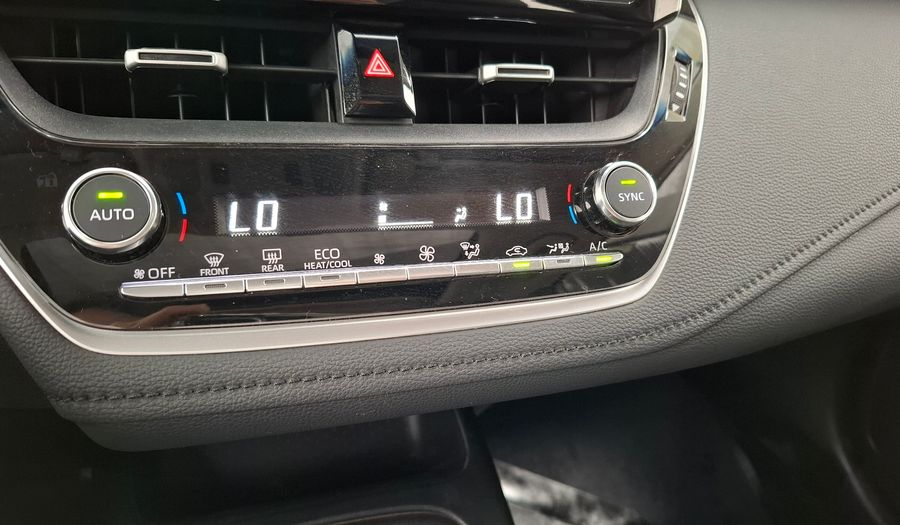 AUTO
LO
LO
SYNC
OFF
FRONT
REAR
ECO
HEAT/COOL
A/C